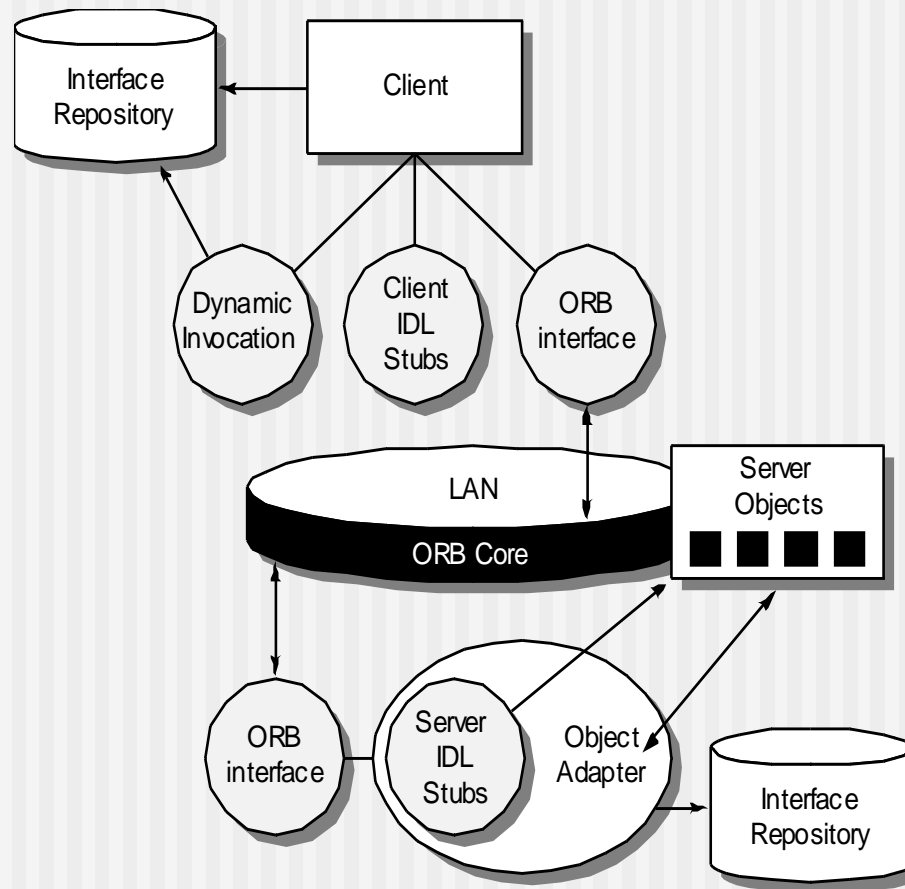 Interface
Repository
Client
Dynamic
Invocation
Client
IDL
Stubs
ORB
interface
LAN
ORB Core
Server
Objects
ORB
interface
Server
IDL
Stubs
Object
Adapter
Interface
Repository